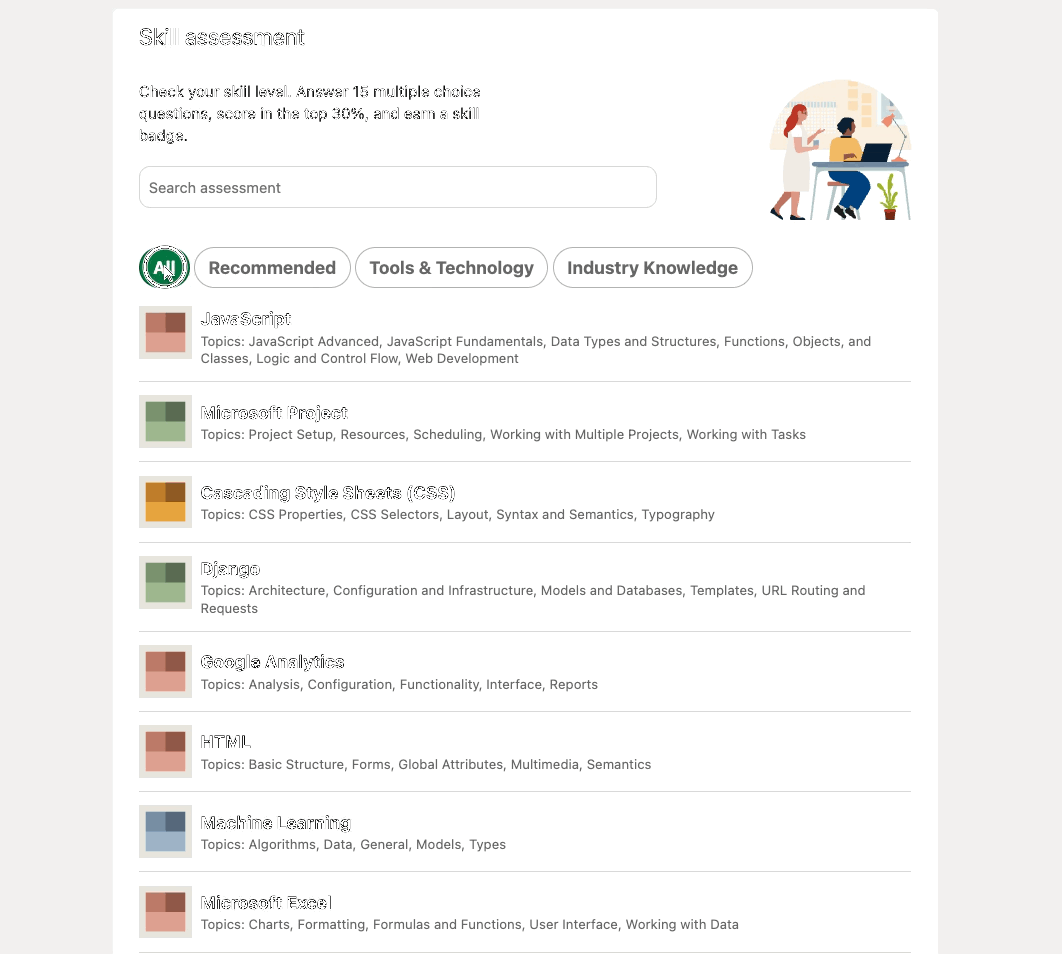 Skill assessment
Check your skill level. Answer 15 multiple choice
questions, score in the top 30%, and earn a skill
badge.
Search assessment
All
Recommended
Tools & Technology
Industry Knowledge
JavaScript
Topics: JavaScript Advanced, JavaScript Fundamentals, Data Types and Structures, Functions, Objects, and
Classes, Logic and Control Flow, Web Development
Microsoft Project
Topics: Project Setup, Resources, Scheduling, Working with Multiple Projects, Working with Tasks
Cascading Style Sheets (CSS)
Topics: CSS Properties, CSS Selectors, Layout, Syntax and Semantics, Typography
Django
Topics: Architecture, Configuration and Infrastructure, Models and Databases, Templates, URL Routing and
Requests
Google Analytics
Topics: Analysis, Configuration, Functionality, Interface, Reports
HTML
Topics: Basic Structure, Forms, Global Attributes, Multimedia, Semantics
Machine Learning
Topics: Algorithms, Data, General, Models, Types
Microsoft Excel
Topics: Charts, Formatting, Formulas and Functions, User Interface, Working with Data